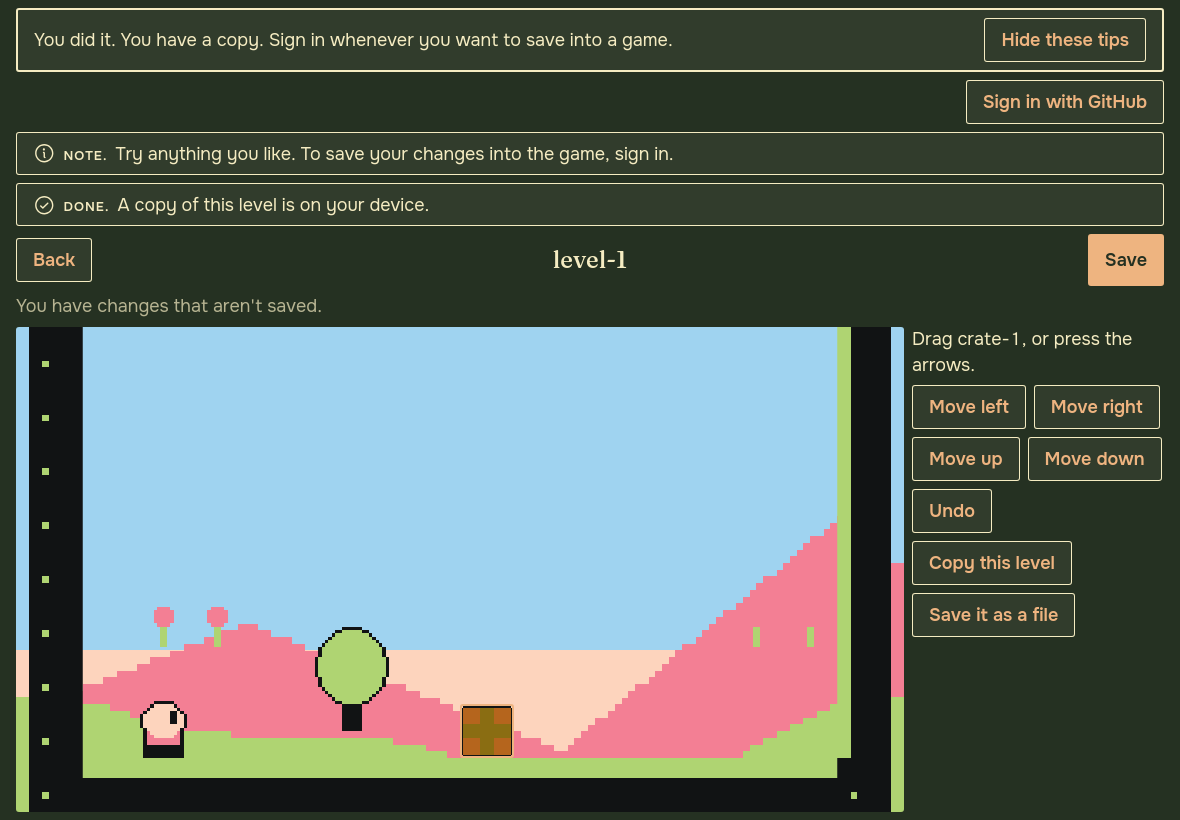 You did it. You have a copy. Sign in whenever you want to save into a game.
Hide these tips
Sign in with GitHub
NOTE. Try anything you like. To save your changes into the game, sign in.
DONE. A copy of this level is on your device.
Back
level-1
Save
You have changes that aren't saved.
Drag crate-1, or press the
arrows.
Move left
Move right
Move up
Move down
Undo
Copy this level
Save it as a file